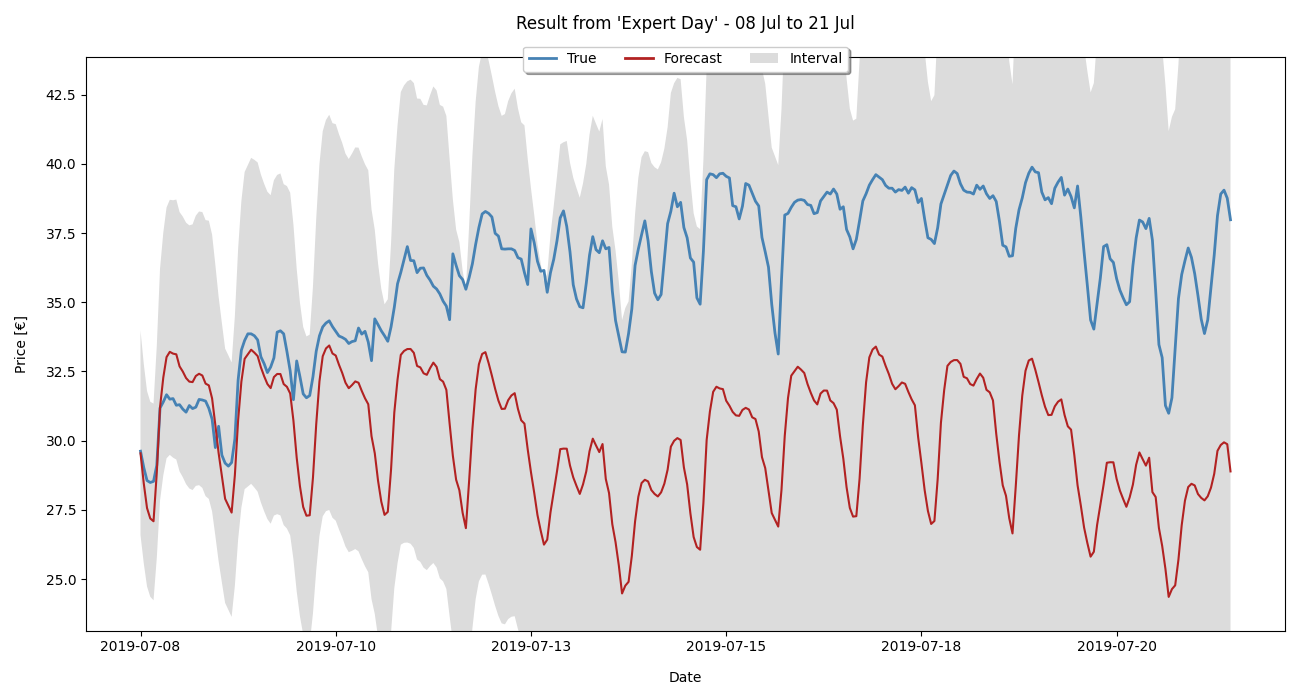 Result from 'Expert Day' - 08 Jul to 21 Jul
True Forecast Interval
42.5
40.0
37.5
35.0
32.5
30.0
27.5
25.0
Price [€]
2019-07-08 2019-07-10 2019-07-13 2019-07-15 2019-07-18 2019-07-20
Date